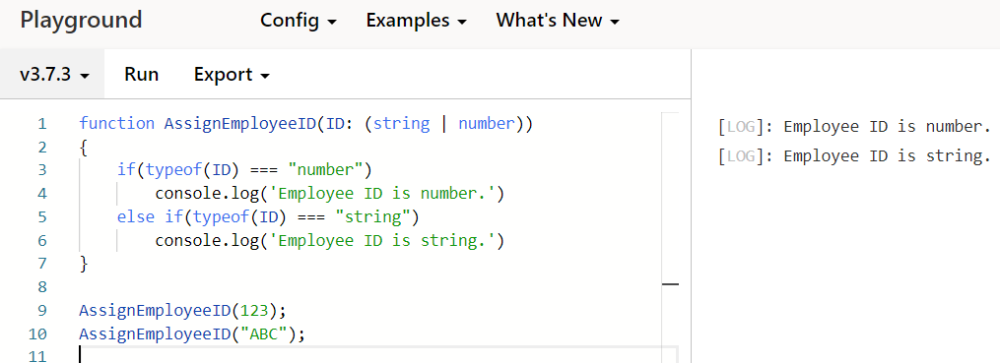 Playground Config Examples What's New
v3.7.3 Run Export
1 function AssignEmployeeID(ID: (string | number))
2 {
3 if(typeof(ID) === "number")
4 console.log('Employee ID is number.')
5 else if(typeof(ID) === "string")
6 console.log('Employee ID is string.')
7 }
8
9 AssignEmployeeID(123);
10 AssignEmployeeID("ABC");
11
[LOG]: Employee ID is number.
[LOG]: Employee ID is string.